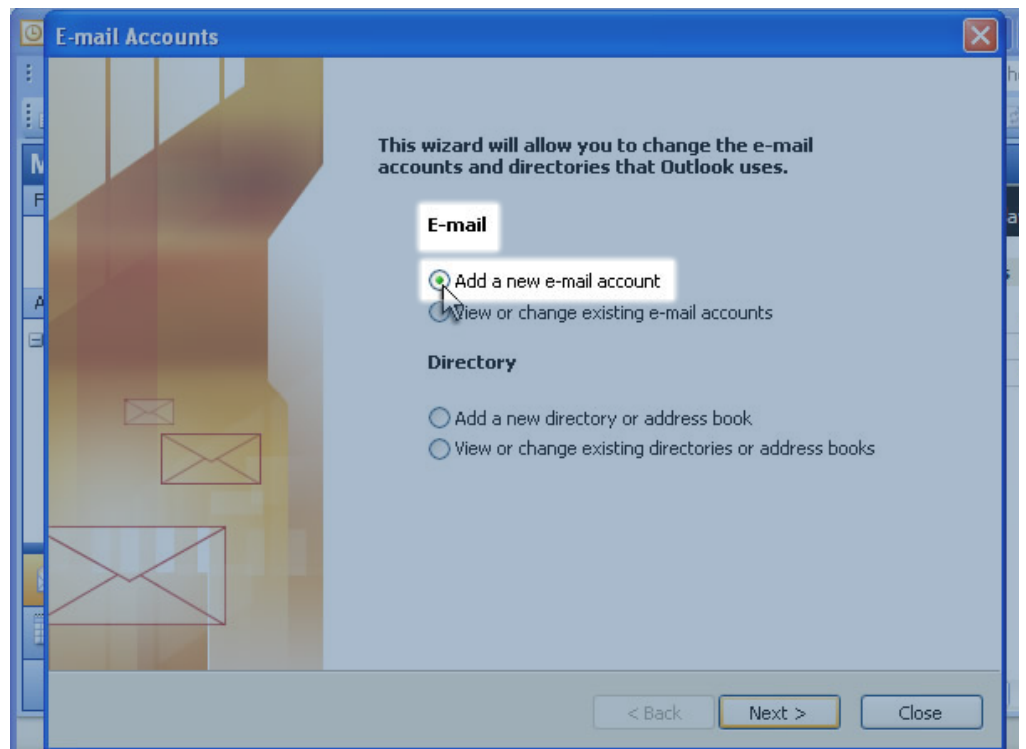 E-mail Accounts
This wizard will allow you to change the e-mail
accounts and directories that Outlook uses.
E-mail
Add a new e-mail account
View or change existing e-mail accounts
Directory
Add a new directory or address book
View or change existing directories or address books
< Back
Next >
Close